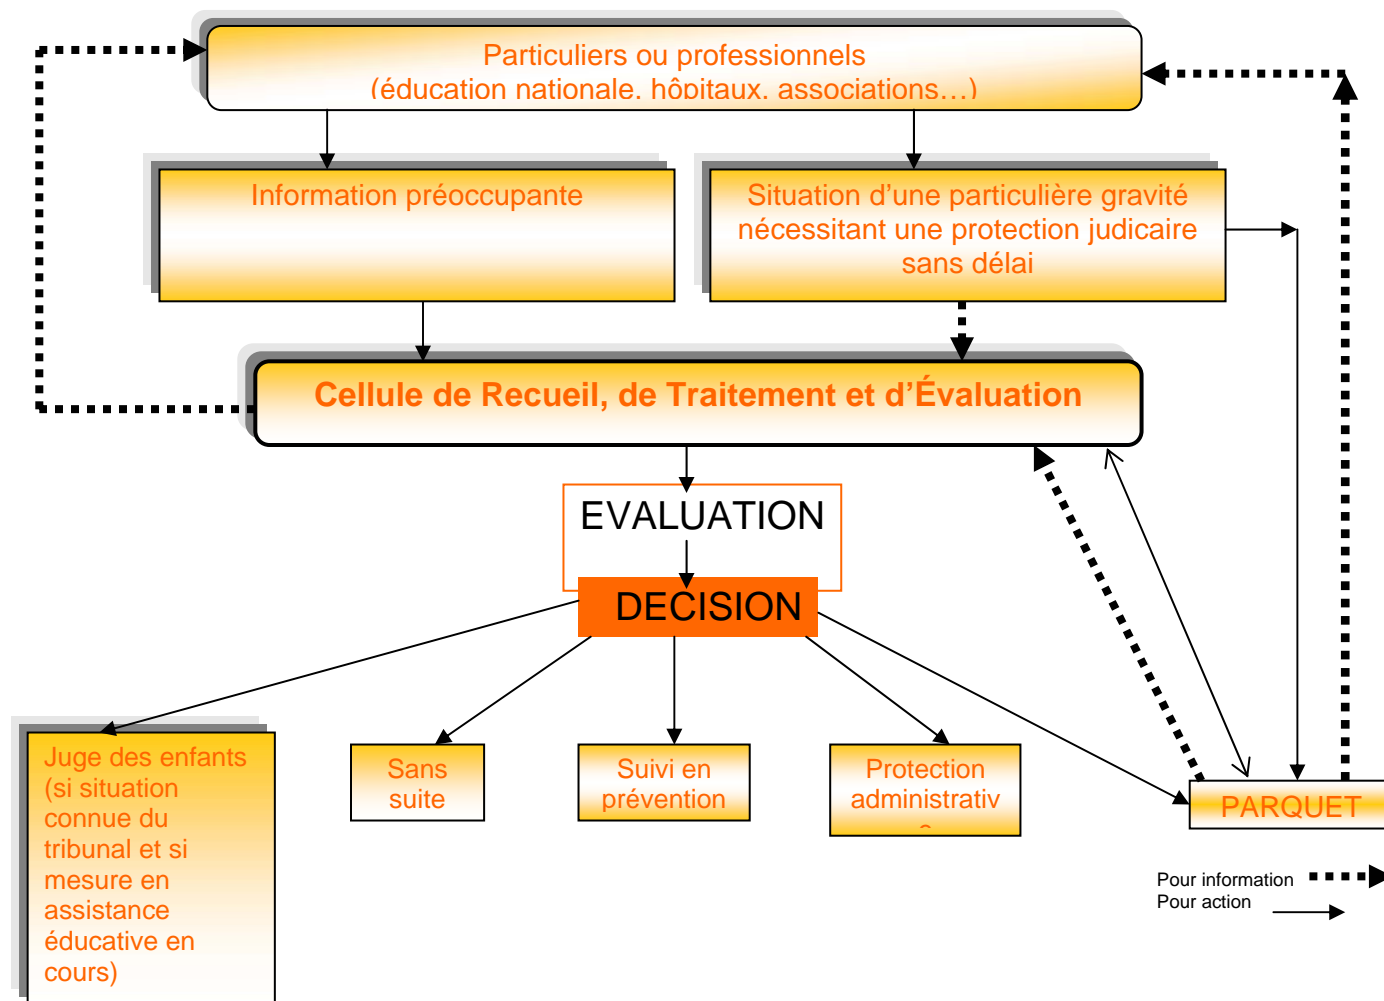 Particuliers ou professionnels
(éducation nationale, hôpitaux, associations…)
Information préoccupante
Situation d’une particulière gravité
nécessitant une protection judicaire
sans délai
Cellule de Recueil, de Traitement et d’Évaluation
EVALUATION
DECISION
Juge des enfants
(si situation
connue du
tribunal et si
mesure en
assistance
éducative en
cours)
Sans
suite
Suivi en
prévention
Protection
administrativ
e
PARQUET
Pour information
Pour action